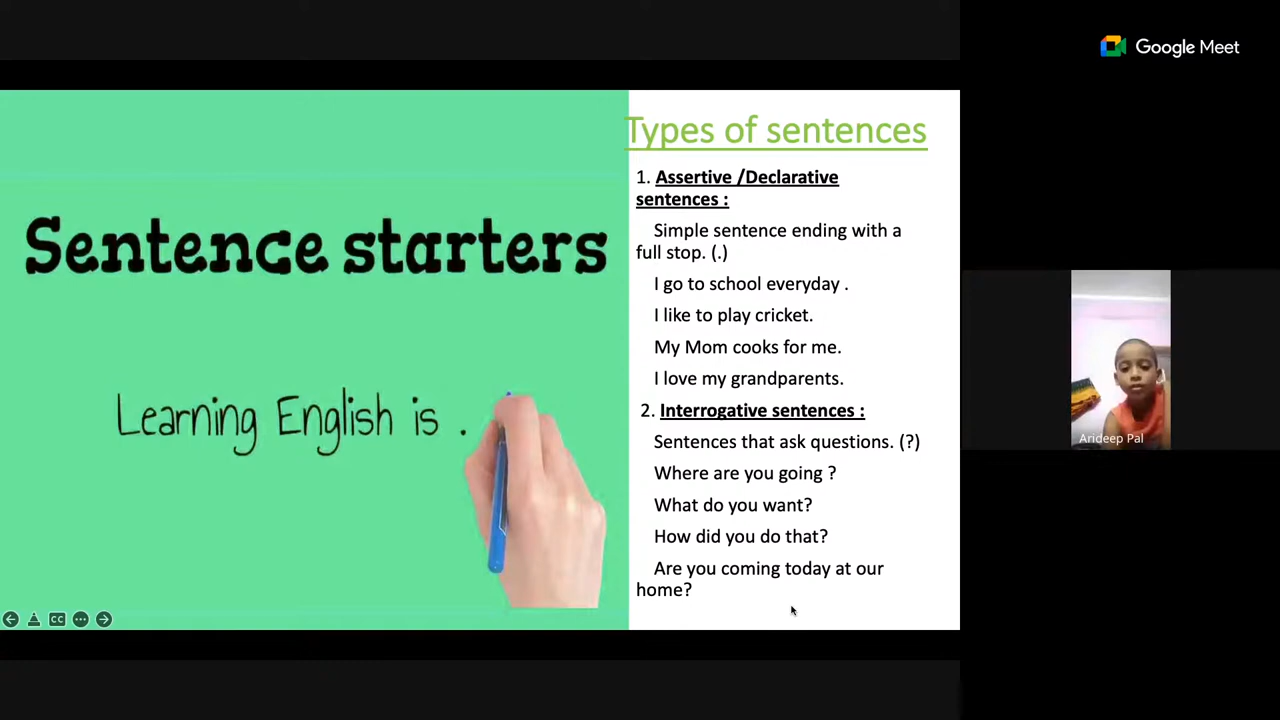 Google Meet
Sentence starters
Learning English is .
Types of sentences
1. Assertive /Declarative
sentences :
Simple sentence ending with a
full stop. (.)
I go to school everyday .
I like to play cricket.
My Mom cooks for me.
I love my grandparents.
2. Interrogative sentences :
Sentences that ask questions. (?)
Where are you going ?
What do you want?
How did you do that?
Are you coming today at our
home?
CC
Arideep Pal